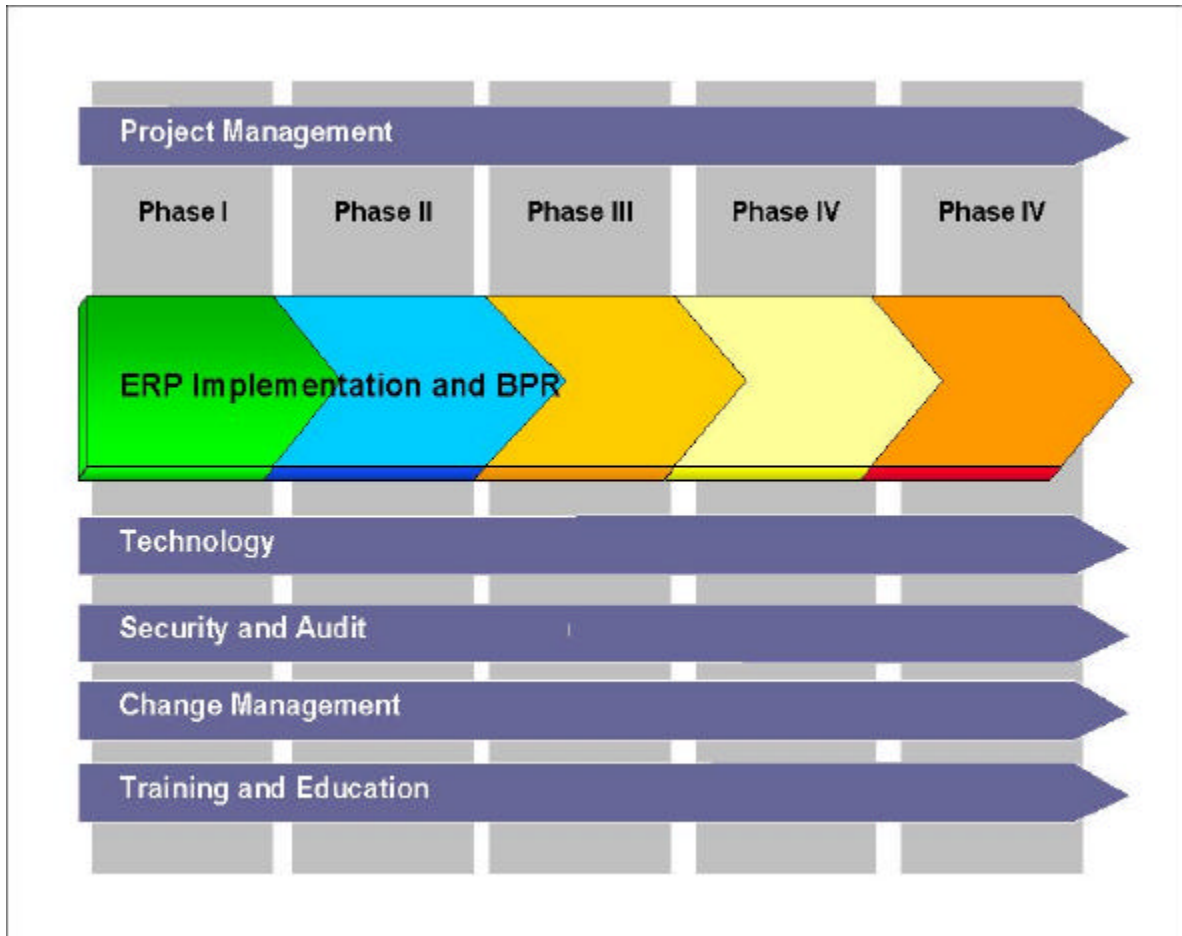 Project Management
Phase I Phase II Phase III Phase IV Phase IV
ERP Implementation and BPR
Technology
Security and Audit
Change Management
Training and Education